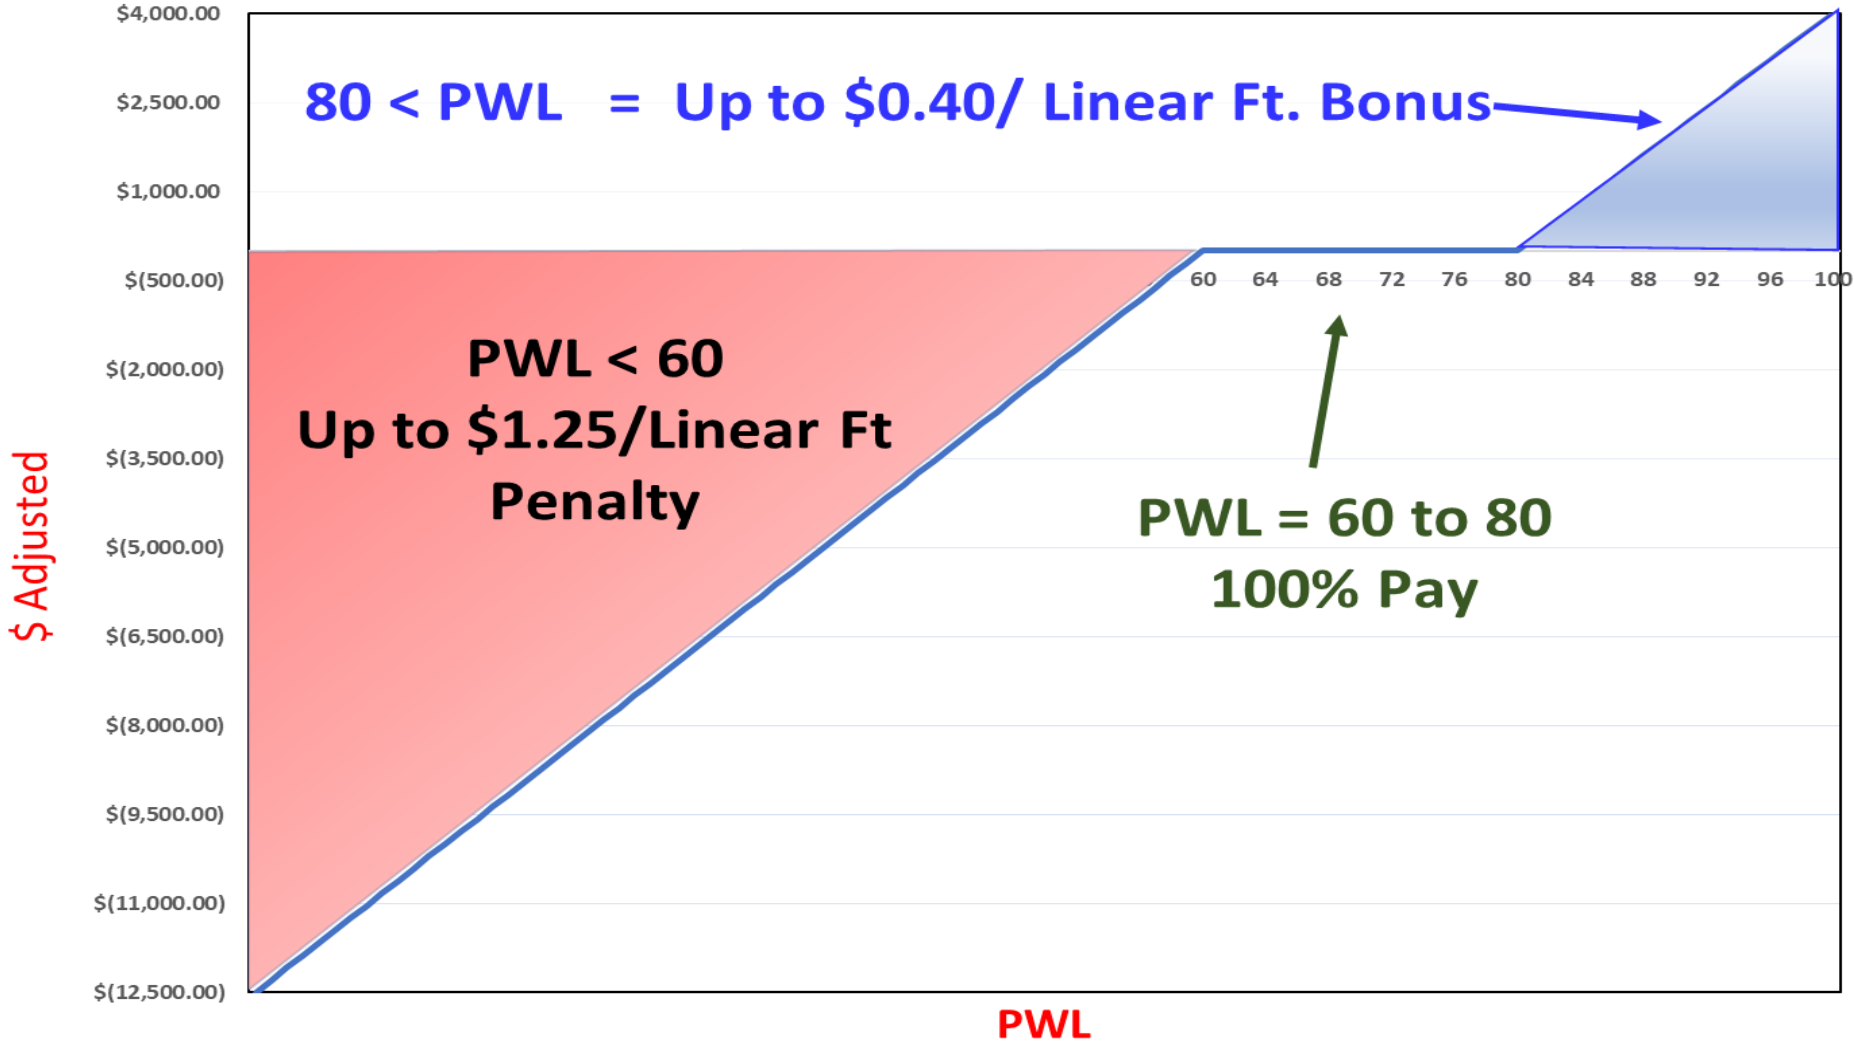 $4,000.00
80 < PWL = Up to $0.40/ Linear Ft. Bonus
$2,500.00
$1,000.00
$(500.00)
60 64 68 72 76 80 84 88 92 96 100
PWL < 60
Up to $1.25/Linear Ft
Penalty
$(2,000.00)
$(3,500.00)
$ Adjusted
PWL = 60 to 80
100% Pay
$(5,000.00)
$(6,500.00)
$(8,000.00)
$(9,500.00)
$(11,000.00)
$(12,500.00)
PWL